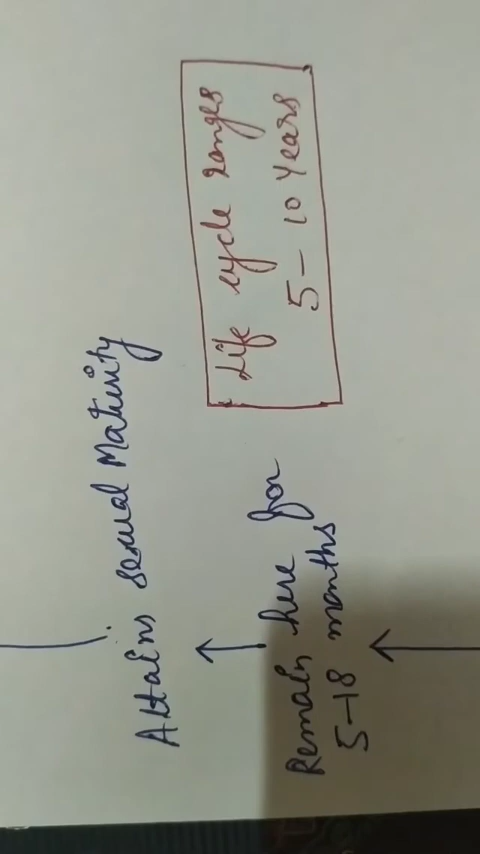 Attains sexual Maturity
Remain here for
5-18 months
Life cycle ranges
5- 10 Years